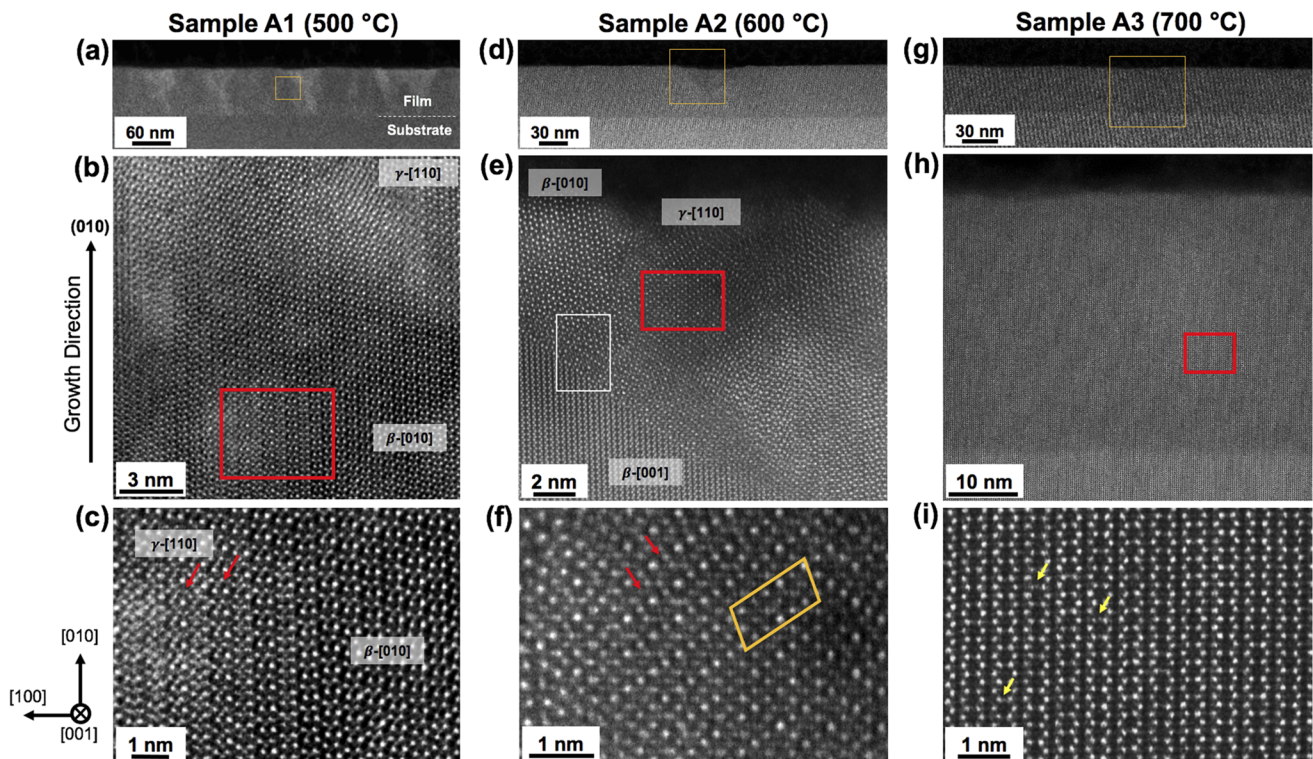 Sample A1 (500 °C)
Sample A2 (600 °C)
Sample A3 (700 °C)
(a)
Film
Substrate
60 nm
(d)
30 nm
(g)
30 nm
(b)
γ-[110]
(010)
Growth Direction
β-[010]
3 nm
(e)
β-[010]
γ-[110]
β-[001]
2 nm
(h)
10 nm
(c)
γ-[110]
β-[010]
[010]
[100]
[001]
1 nm
(f)
1 nm
(i)
1 nm